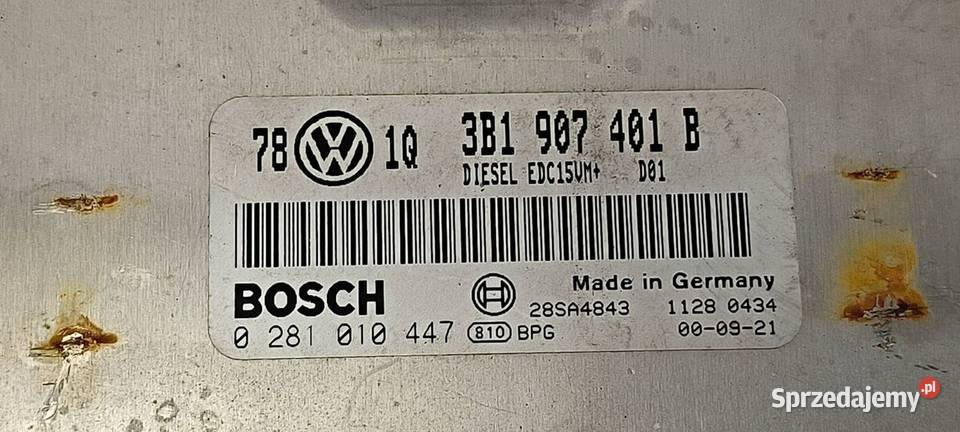 78 VW 1Q 3B1 907 401 B
DIESEL EDC15VM+ D01
BOSCH Made in Germany
28SA4843 1128 0434
0 281 010 447 810 BPG 00-09-21
Sprzedajemy.pl